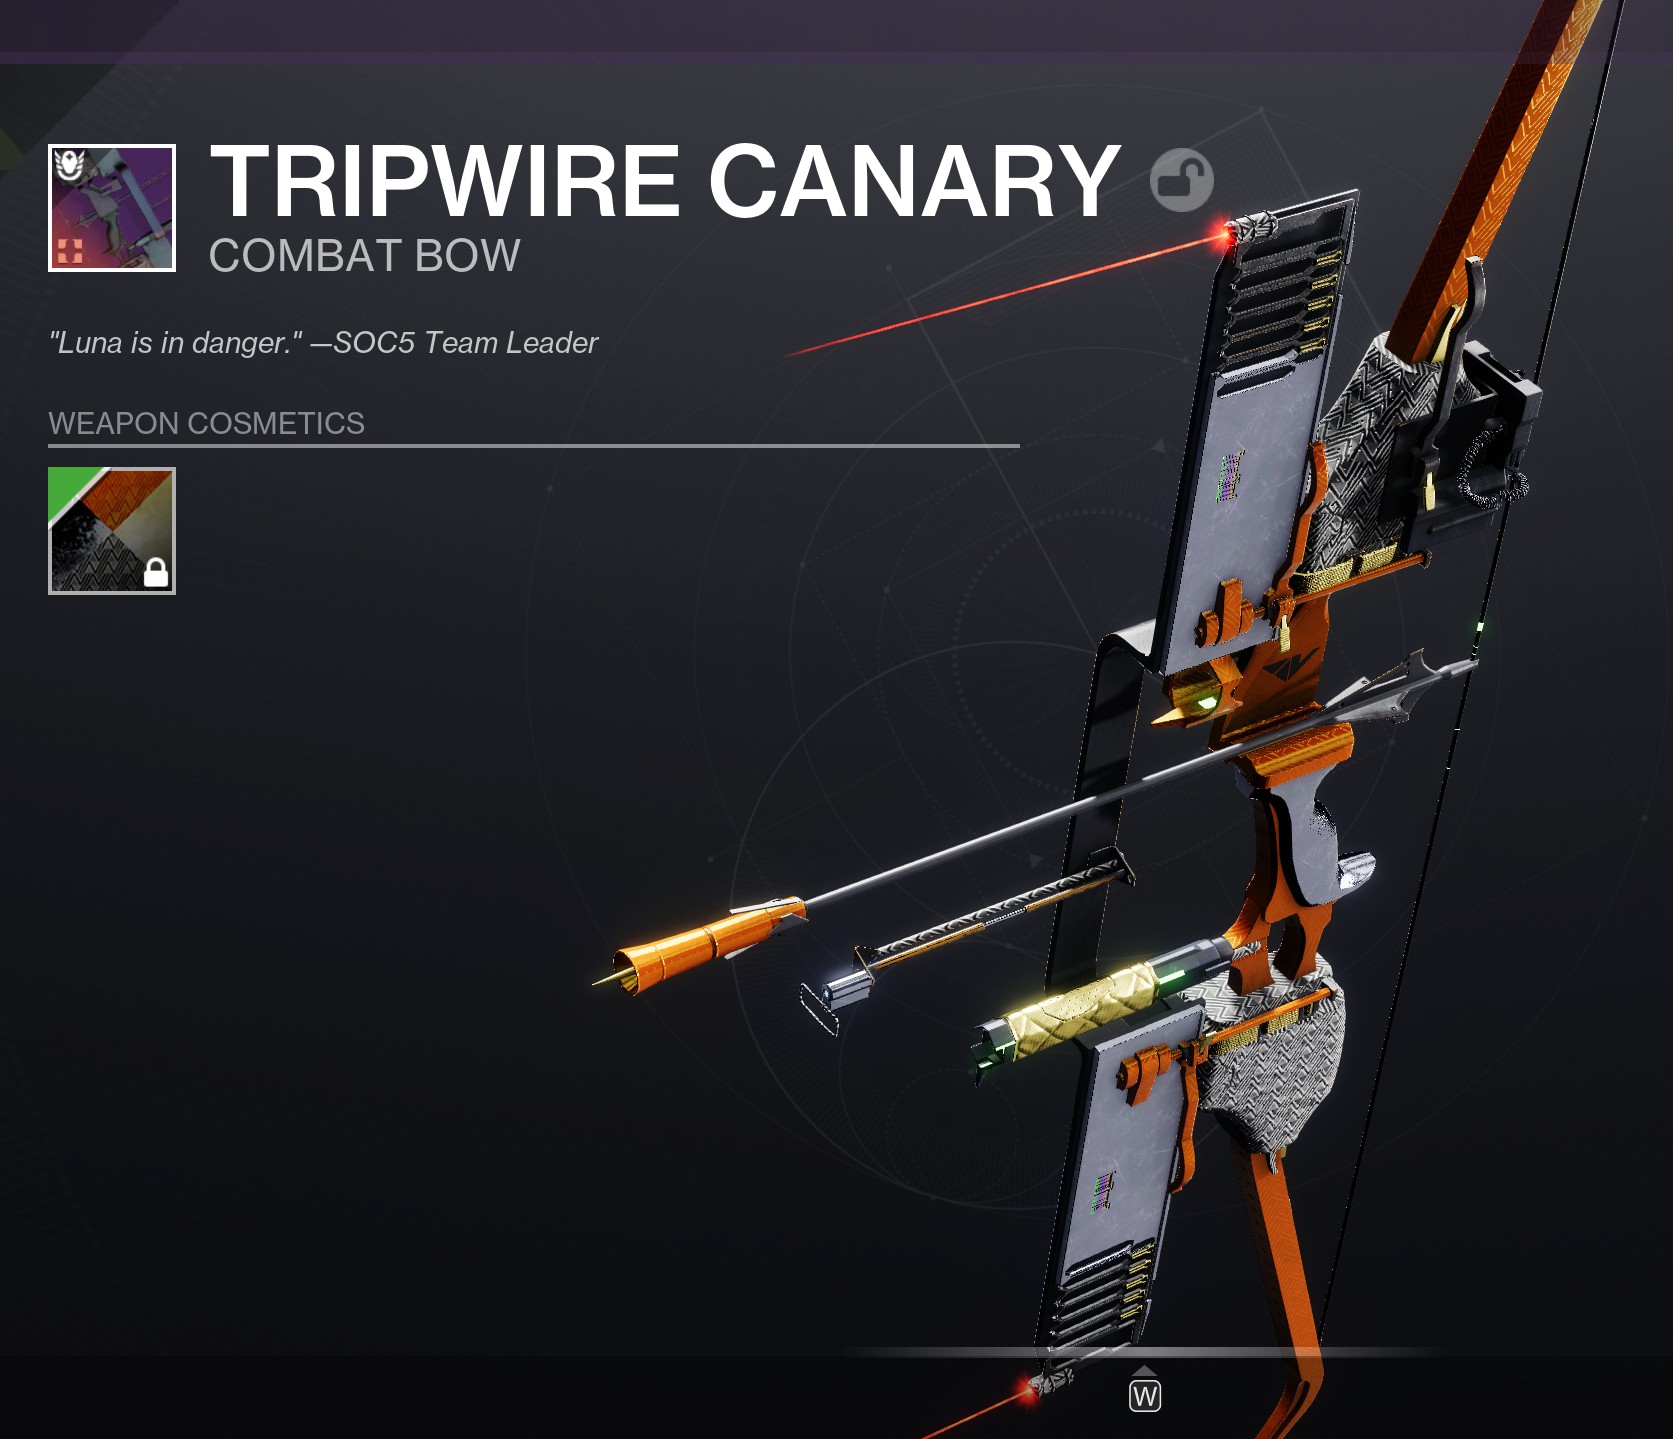 TRIPWIRE CANARY
COMBAT BOW
"Luna is in danger." —SOC5 Team Leader
WEAPON COSMETICS
W